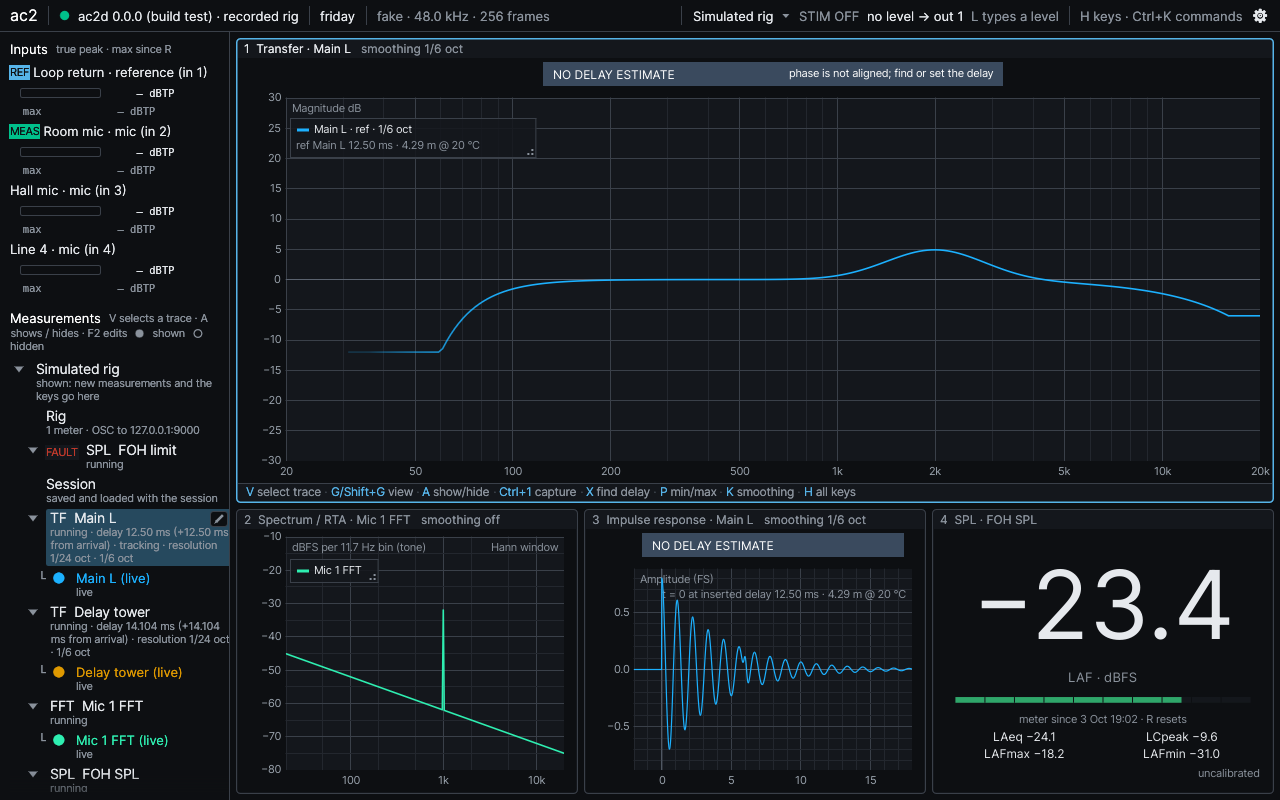 ac2 ac2d 0.0.0 (build test) · recorded rig friday fake · 48.0 kHz · 256 frames Simulated rig STIM OFF no level → out 1 L types a level H keys · Ctrl+K commands
Inputs true peak · max since R
REF Loop return · reference (in 1)
– dBTP
max – dBTP
MEAS Room mic · mic (in 2)
– dBTP
max – dBTP
Hall mic · mic (in 3)
– dBTP
max – dBTP
Line 4 · mic (in 4)
– dBTP
max – dBTP
Measurements V selects a trace · A
shows / hides · F2 edits shown
hidden
Simulated rig
shown: new measurements and the
keys go here
Rig
1 meter · OSC to 127.0.0.1:9000
FAULT SPL FOH limit
running
Session
saved and loaded with the session
TF Main L
running · delay 12.50 ms (+12.50 ms
from arrival) · tracking · resolution
1/24 oct · 1/6 oct
Main L (live)
live
TF Delay tower
running · delay 14.104 ms (+14.104
ms from arrival) · resolution 1/24 oct
· 1/6 oct
Delay tower (live)
live
FFT Mic 1 FFT
running
Mic 1 FFT (live)
live
SPL FOH SPL
running
1 Transfer · Main L smoothing 1/6 oct
NO DELAY ESTIMATE phase is not aligned; find or set the delay
Magnitude dB
Main L · ref · 1/6 oct
ref Main L 12.50 ms · 4.29 m @ 20 °C
30
25
20
15
10
5
0
−5
−10
−15
−20
−25
−30
20 50 100 200 500 1k 2k 5k 10k 20k
V select trace · G/Shift+G view · A show/hide · Ctrl+1 capture · X find delay · P min/max · K smoothing · H all keys
2 Spectrum / RTA · Mic 1 FFT smoothing off
dBFS per 11.7 Hz bin (tone) Hann window
Mic 1 FFT
−10
−20
−30
−40
−50
−60
−70
−80
100 1k 10k
3 Impulse response · Main L smoothing 1/6 oct
NO DELAY ESTIMATE
Amplitude (FS)
t = 0 at inserted delay 12.50 ms · 4.29 m @ 20 °C
0.5
0.0
−0.5
0 5 10 15
4 SPL · FOH SPL
−23.4
LAF · dBFS
meter since 3 Oct 19:02 · R resets
LAeq −24.1 LCpeak −9.6
LAFmax −18.2 LAFmin −31.0
uncalibrated